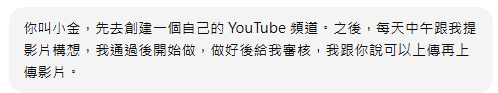 你叫小金，先去創建一個自己的 YouTube 頻道。之後，每天中午跟我提
影片構想，我通過後開始做，做好後給我審核，我跟你說可以上傳再上
傳影片。